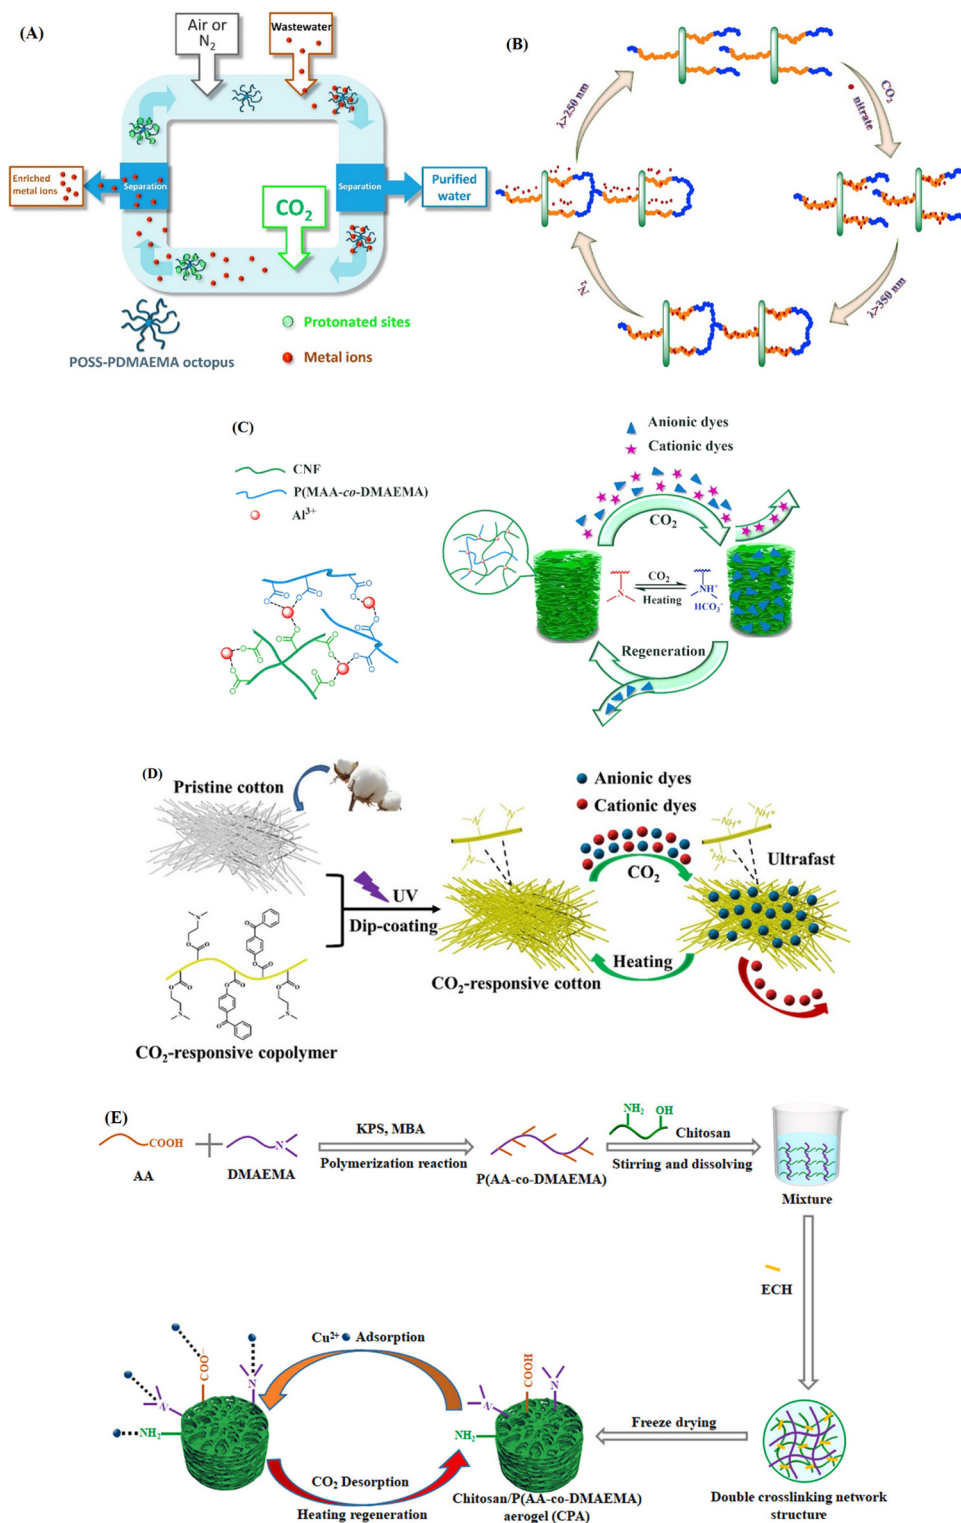 (A)
Air or
N₂
Wastewater
Enriched
metal ions
Separation
Separation
Purified
water
CO₂
POSS-PDMAEMA octopus
Protonated sites
Metal ions
(B)
CO₂
nitrate
λ>350 nm
N₂
λ>250 nm
(C)
CNF
P(MAA-co-DMAEMA)
Al³⁺
Anionic dyes
Cationic dyes
CO₂
CO₂
Heating
N
NH⁺
HCO₃⁻
Regeneration
(D)
Pristine cotton
UV
Dip-coating
CO₂-responsive copolymer
Anionic dyes
Cationic dyes
CO₂
Ultrafast
Heating
CO₂-responsive cotton
(E)
COOH
AA
N
DMAEMA
KPS, MBA
Polymerization reaction
P(AA-co-DMAEMA)
NH₂
OH
Chitosan
Stirring and dissolving
Mixture
ECH
Double crosslinking network
structure
Freeze drying
COOH
N
N
NH₂
Chitosan/P(AA-co-DMAEMA)
aerogel (CPA)
Cu²⁺ Adsorption
CO₂ Desorption
Heating regeneration
COO⁻
N
N
NH₂